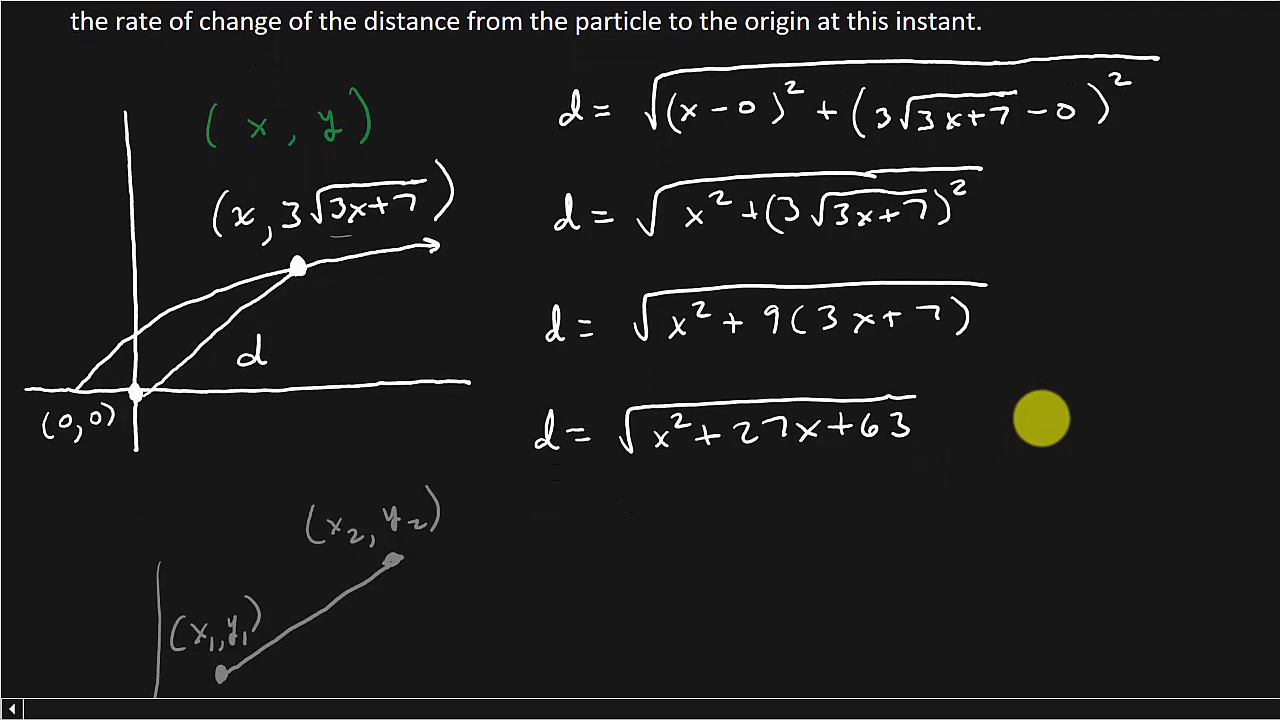 the rate of change of the distance from the particle to the origin at this instant.
(x, y)
(x, 3√(3x+7))
d
(0,0)
d = √((x-0)² + (3√(3x+7) - 0)²)
d = √(x² + (3√(3x+7))²)
d = √(x² + 9(3x+7))
d = √(x² + 27x + 63)
(x₂, y₂)
(x₁, y₁)